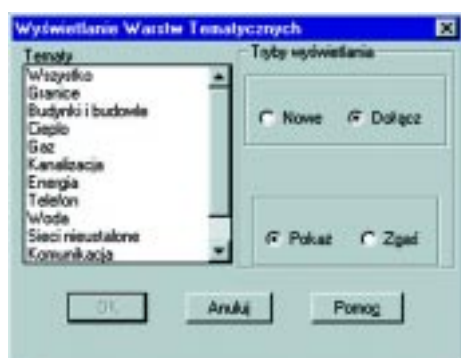 Wyświetlanie Warstw Tematycznych
Tematy
Wszystko
Granice
Budynki i budowle
Ciepło
Gaz
Kanalizacja
Energia
Telefon
Woda
Sieci nieustalone
Komunikacja
Tryby wyświetlania
Nowe
Dołącz
Pokaż
Zgaś
OK
Anuluj
Pomoc